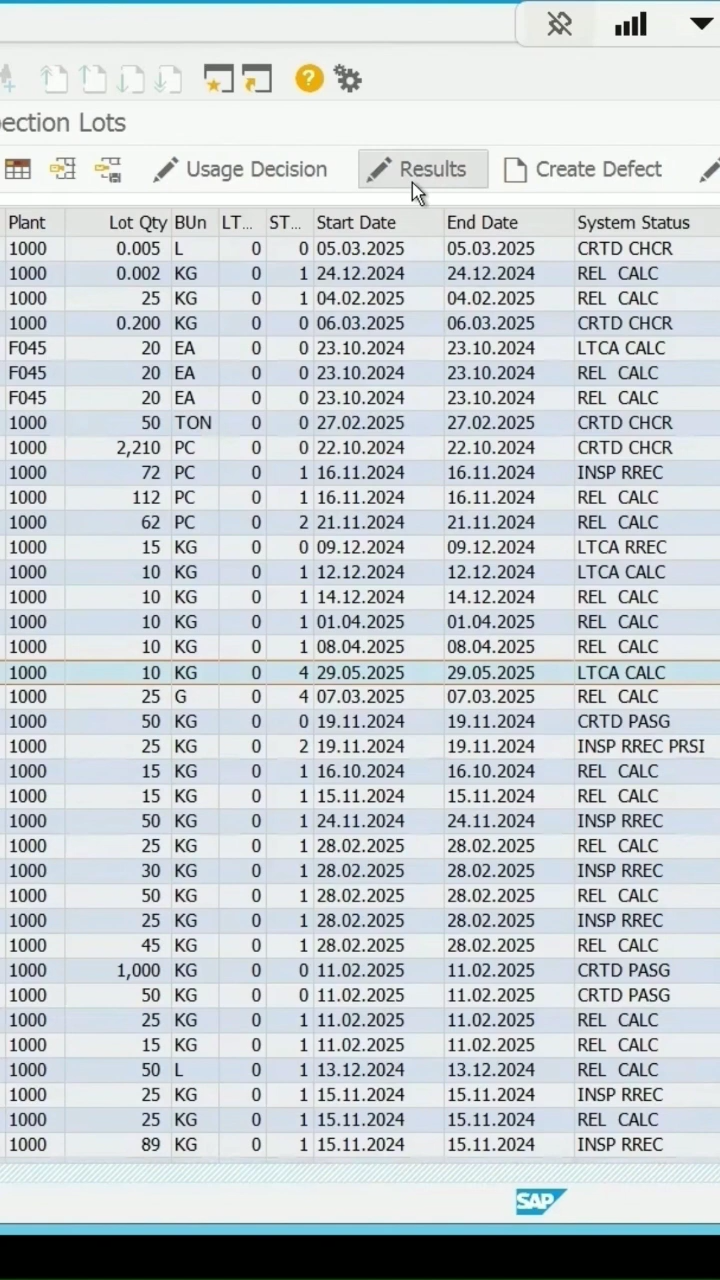 ection Lots
Usage Decision Results Create Defect
Plant Lot Qty BUn LT... ST... Start Date End Date System Status
1000 0.005 L 0 0 05.03.2025 05.03.2025 CRTD CHCR
1000 0.002 KG 0 1 24.12.2024 24.12.2024 REL CALC
1000 25 KG 0 1 04.02.2025 04.02.2025 REL CALC
1000 0.200 KG 0 0 06.03.2025 06.03.2025 CRTD CHCR
F045 20 EA 0 0 23.10.2024 23.10.2024 LTCA CALC
F045 20 EA 0 0 23.10.2024 23.10.2024 REL CALC
F045 20 EA 0 0 23.10.2024 23.10.2024 REL CALC
1000 50 TON 0 0 27.02.2025 27.02.2025 CRTD CHCR
1000 2,210 PC 0 0 22.10.2024 22.10.2024 CRTD CHCR
1000 72 PC 0 1 16.11.2024 16.11.2024 INSP RREC
1000 112 PC 0 1 16.11.2024 16.11.2024 REL CALC
1000 62 PC 0 2 21.11.2024 21.11.2024 REL CALC
1000 15 KG 0 0 09.12.2024 09.12.2024 LTCA RREC
1000 10 KG 0 1 12.12.2024 12.12.2024 LTCA CALC
1000 10 KG 0 1 14.12.2024 14.12.2024 REL CALC
1000 10 KG 0 1 01.04.2025 01.04.2025 REL CALC
1000 10 KG 0 1 08.04.2025 08.04.2025 REL CALC
1000 10 KG 0 4 29.05.2025 29.05.2025 LTCA CALC
1000 25 G 0 4 07.03.2025 07.03.2025 REL CALC
1000 50 KG 0 0 19.11.2024 19.11.2024 CRTD PASG
1000 25 KG 0 2 19.11.2024 19.11.2024 INSP RREC PRSI
1000 15 KG 0 1 16.10.2024 16.10.2024 REL CALC
1000 15 KG 0 1 15.11.2024 15.11.2024 REL CALC
1000 50 KG 0 1 24.11.2024 24.11.2024 INSP RREC
1000 25 KG 0 1 28.02.2025 28.02.2025 REL CALC
1000 30 KG 0 1 28.02.2025 28.02.2025 INSP RREC
1000 50 KG 0 1 28.02.2025 28.02.2025 REL CALC
1000 25 KG 0 1 28.02.2025 28.02.2025 INSP RREC
1000 45 KG 0 1 28.02.2025 28.02.2025 REL CALC
1000 1,000 KG 0 0 11.02.2025 11.02.2025 CRTD PASG
1000 50 KG 0 0 11.02.2025 11.02.2025 CRTD PASG
1000 25 KG 0 1 11.02.2025 11.02.2025 REL CALC
1000 15 KG 0 1 11.02.2025 11.02.2025 REL CALC
1000 50 L 0 1 13.12.2024 13.12.2024 REL CALC
1000 25 KG 0 1 15.11.2024 15.11.2024 INSP RREC
1000 25 KG 0 1 15.11.2024 15.11.2024 REL CALC
1000 89 KG 0 1 15.11.2024 15.11.2024 INSP RREC
SAP